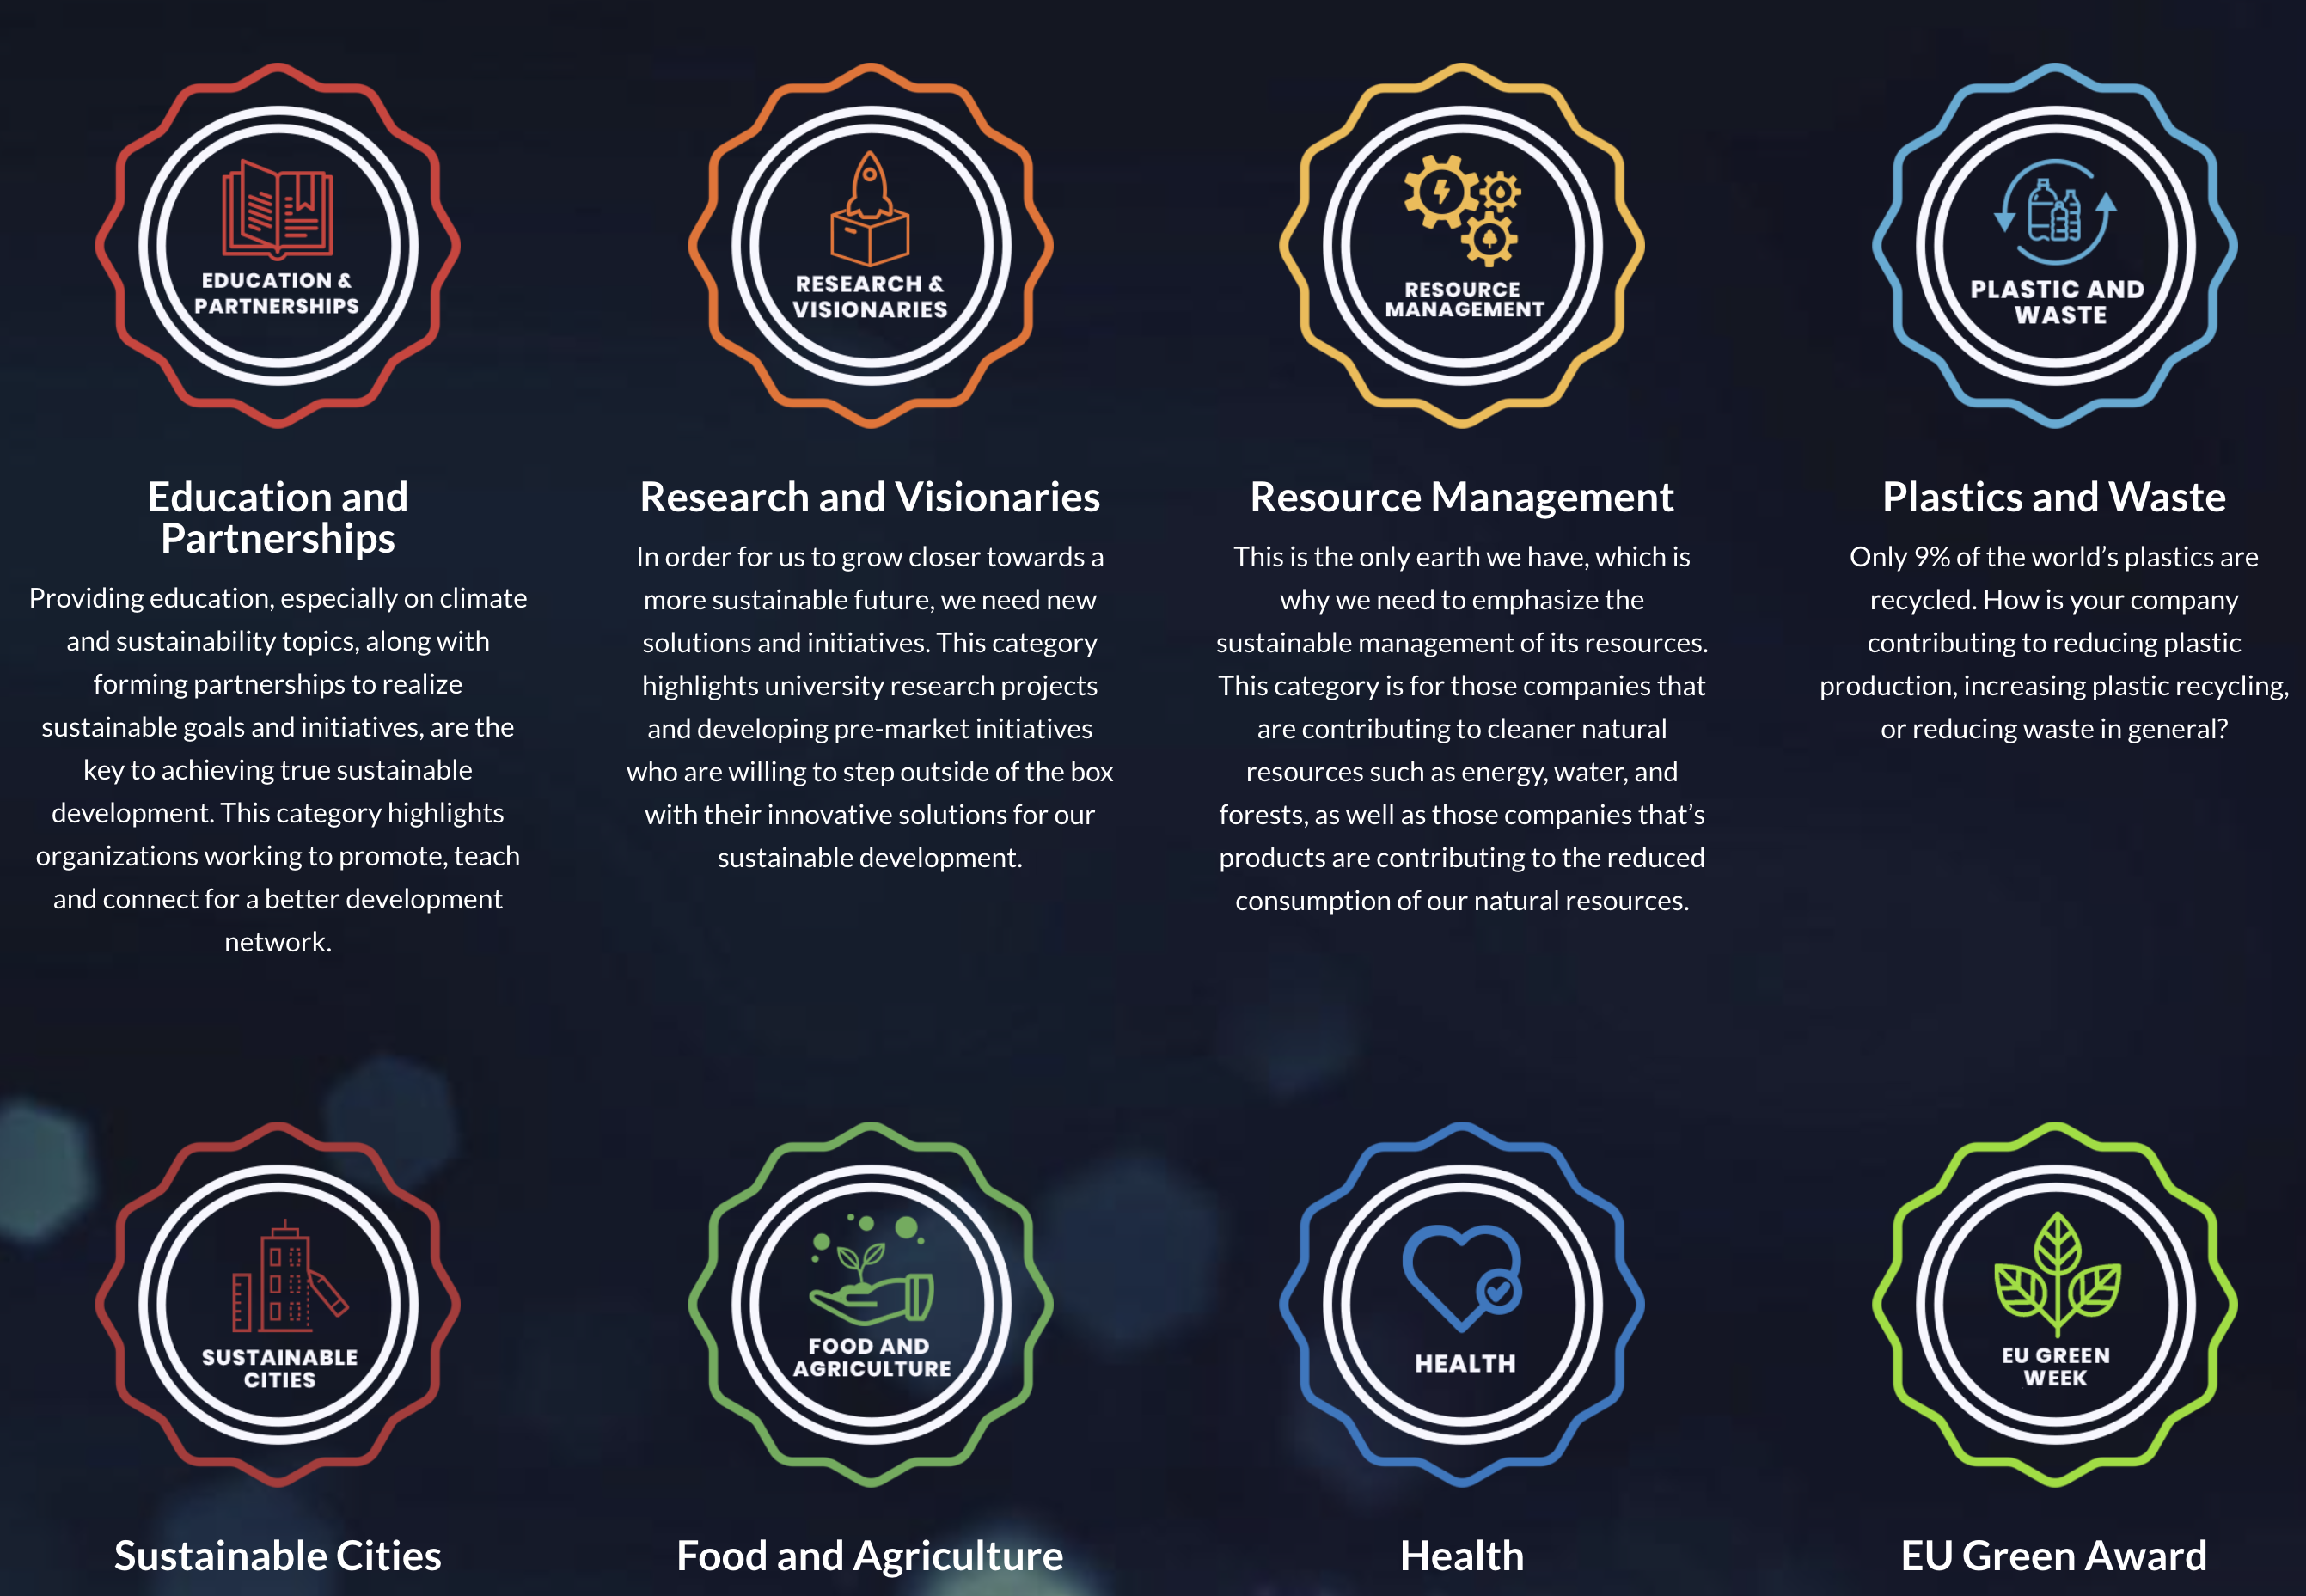 EDUCATION &
PARTNERSHIPS
Education and
Partnerships
Providing education, especially on climate
and sustainability topics, along with
forming partnerships to realize
sustainable goals and initiatives, are the
key to achieving true sustainable
development. This category highlights
organizations working to promote, teach
and connect for a better development
network.
RESEARCH &
VISIONARIES
Research and Visionaries
In order for us to grow closer towards a
more sustainable future, we need new
solutions and initiatives. This category
highlights university research projects
and developing pre-market initiatives
who are willing to step outside of the box
with their innovative solutions for our
sustainable development.
RESOURCE
MANAGEMENT
Resource Management
This is the only earth we have, which is
why we need to emphasize the
sustainable management of its resources.
This category is for those companies that
are contributing to cleaner natural
resources such as energy, water, and
forests, as well as those companies that’s
products are contributing to the reduced
consumption of our natural resources.
PLASTIC AND
WASTE
Plastics and Waste
Only 9% of the world’s plastics are
recycled. How is your company
contributing to reducing plastic
production, increasing plastic recycling,
or reducing waste in general?
SUSTAINABLE
CITIES
Sustainable Cities
FOOD AND
AGRICULTURE
Food and Agriculture
HEALTH
Health
EU GREEN
WEEK
EU Green Award